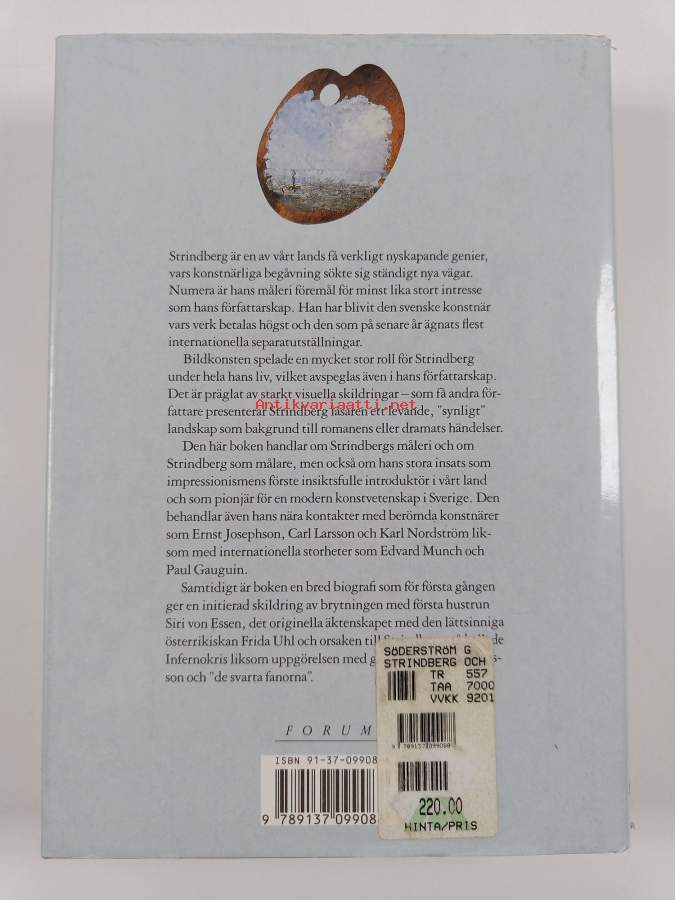 Strindberg är en av vårt lands få verkligt nyskapande genier,
vars konstnärliga begåvning sökte sig ständigt nya vägar.
Numera är hans måleri föremål för minst lika stort intresse
som hans författarskap. Han har blivit den svenske konstnär
vars verk betalas högst och den som på senare år ägnats flest
internationella separatutställningar.
Bildkonsten spelade en mycket stor roll för Strindberg
under hela hans liv, vilket avspeglas även i hans författarskap.
Det är präglat av starkt visuella skildringar – som få andra för-
Antikvariaatti.net
fattare presenterar Strindberg läsaren ett levande, "synligt"
landskap som bakgrund till romanens eller dramats händelser.
Den här boken handlar om Strindbergs måleri och om
Strindberg som målare, men också om hans stora insats som
impressionismens förste insiktsfulle introduktör i vårt land
och som pionjär för en modern konstvetenskap i Sverige. Den
behandlar även hans nära kontakter med berömda konstnärer
som Ernst Josephson, Carl Larsson och Karl Nordström lik-
som med internationella storheter som Edvard Munch och
Paul Gauguin.
Samtidigt är boken en bred biografi som för första gången
ger en initierad skildring av brytningen med första hustrun
Siri von Essen, det originella äktenskapet med den lättsinniga
österrikiskan Frida Uhl och orsaken till
Infernokris liksom uppgörelsen med
son och "de svarta fanorna".
SÖDERSTRÖM G
STRINDBERG OCH
TR 557
TAA 7000
VVKK 9201
9 789137 099080
220.00
HINTA/PRIS
FORUM
ISBN 91-37-09908
9 789137 09908